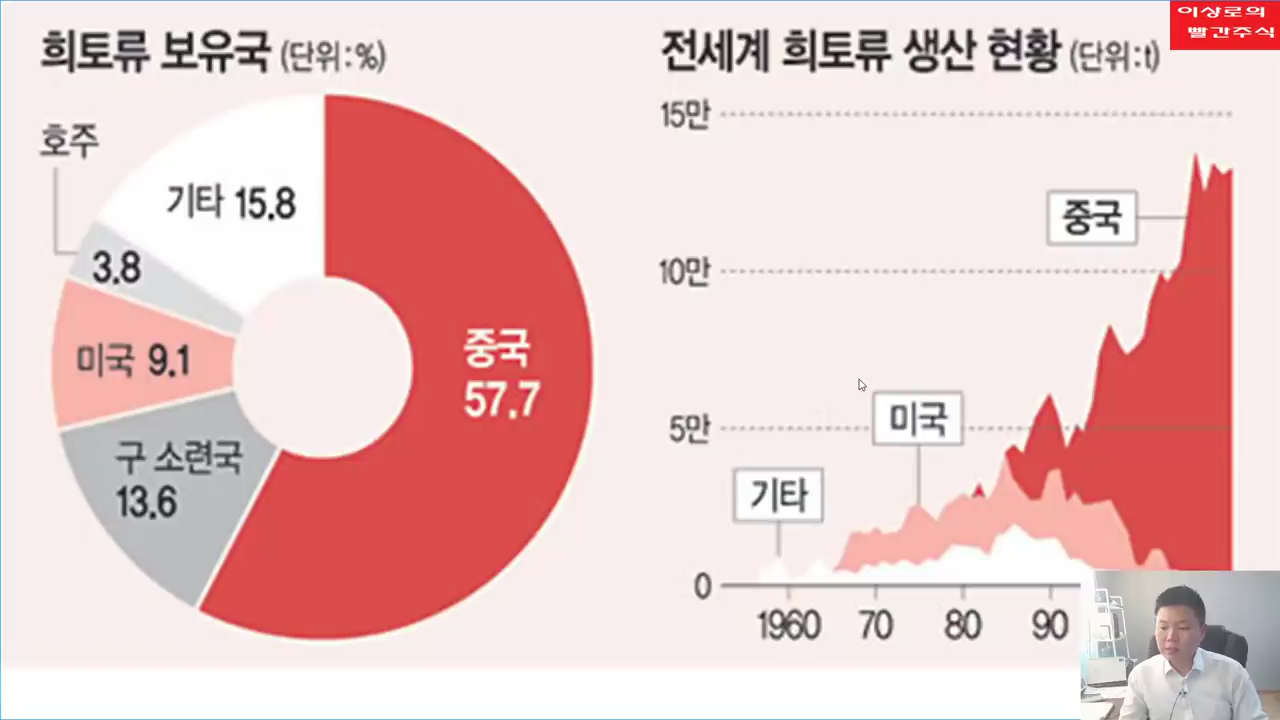 이상로의
빨간주식
희토류 보유국 (단위:%)
호주
3.8
기타 15.8
미국 9.1
구 소련국
13.6
중국
57.7
전세계 희토류 생산 현황 (단위:t)
15만
10만
5만
0
중국
미국
기타
1960 70 80 90